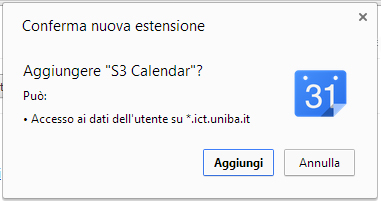 Conferma nuova estensione
Aggiungere "S3 Calendar"?
Può:
• Accesso ai dati dell'utente su *.ict.uniba.it
31
Aggiungi Annulla